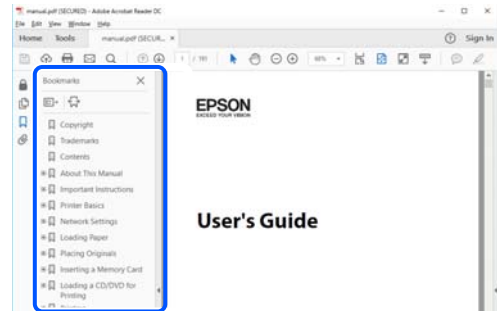 manual.pdf (SECURED) - Adobe Acrobat Reader DC
File Edit View Window Help
Home Tools manual.pdf (SECUR... × Sign In
1 / 191
Bookmarks
Copyright
Trademarks
Contents
About This Manual
Important Instructions
Printer Basics
Network Settings
Loading Paper
Placing Originals
Inserting a Memory Card
Loading a CD/DVD for
Printing
EPSON
EXCEED YOUR VISION
User's Guide